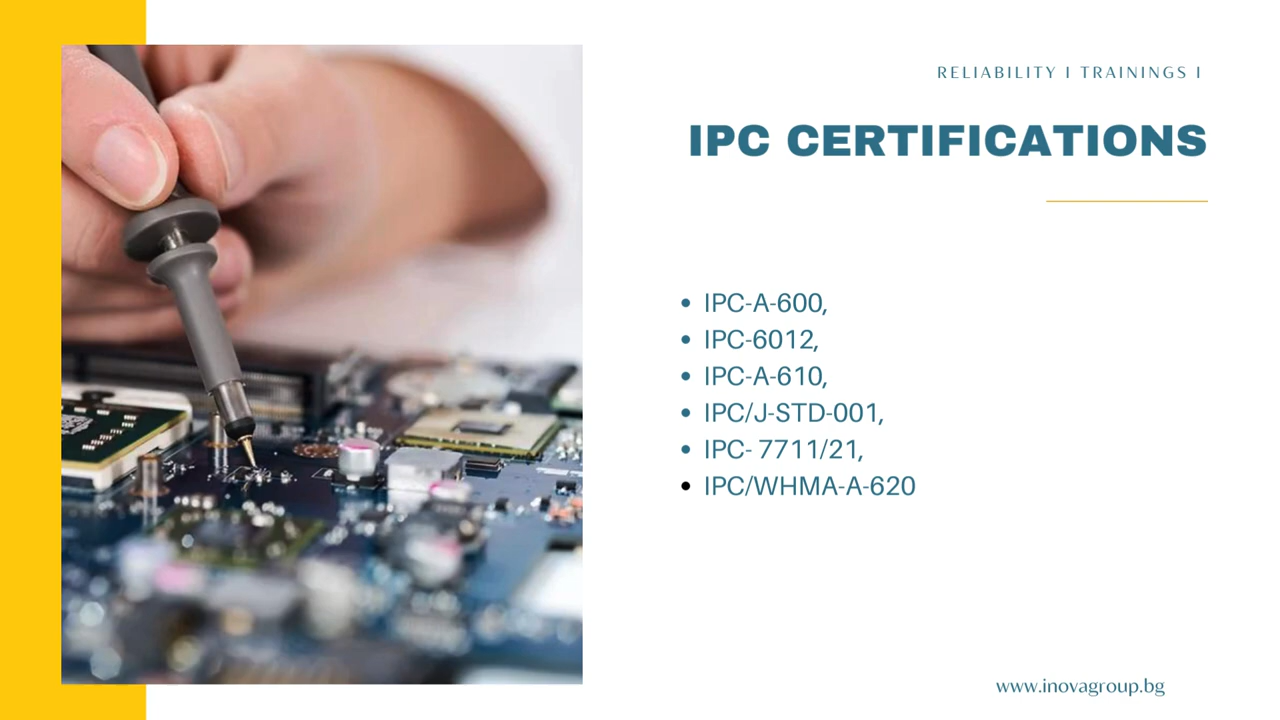 RELIABILITY I TRAININGS I
IPC CERTIFICATIONS
• IPC-A-600,
• IPC-6012,
• IPC-A-610,
• IPC/J-STD-001,
• IPC- 7711/21,
• IPC/WHMA-A-620
www.inovagroup.bg